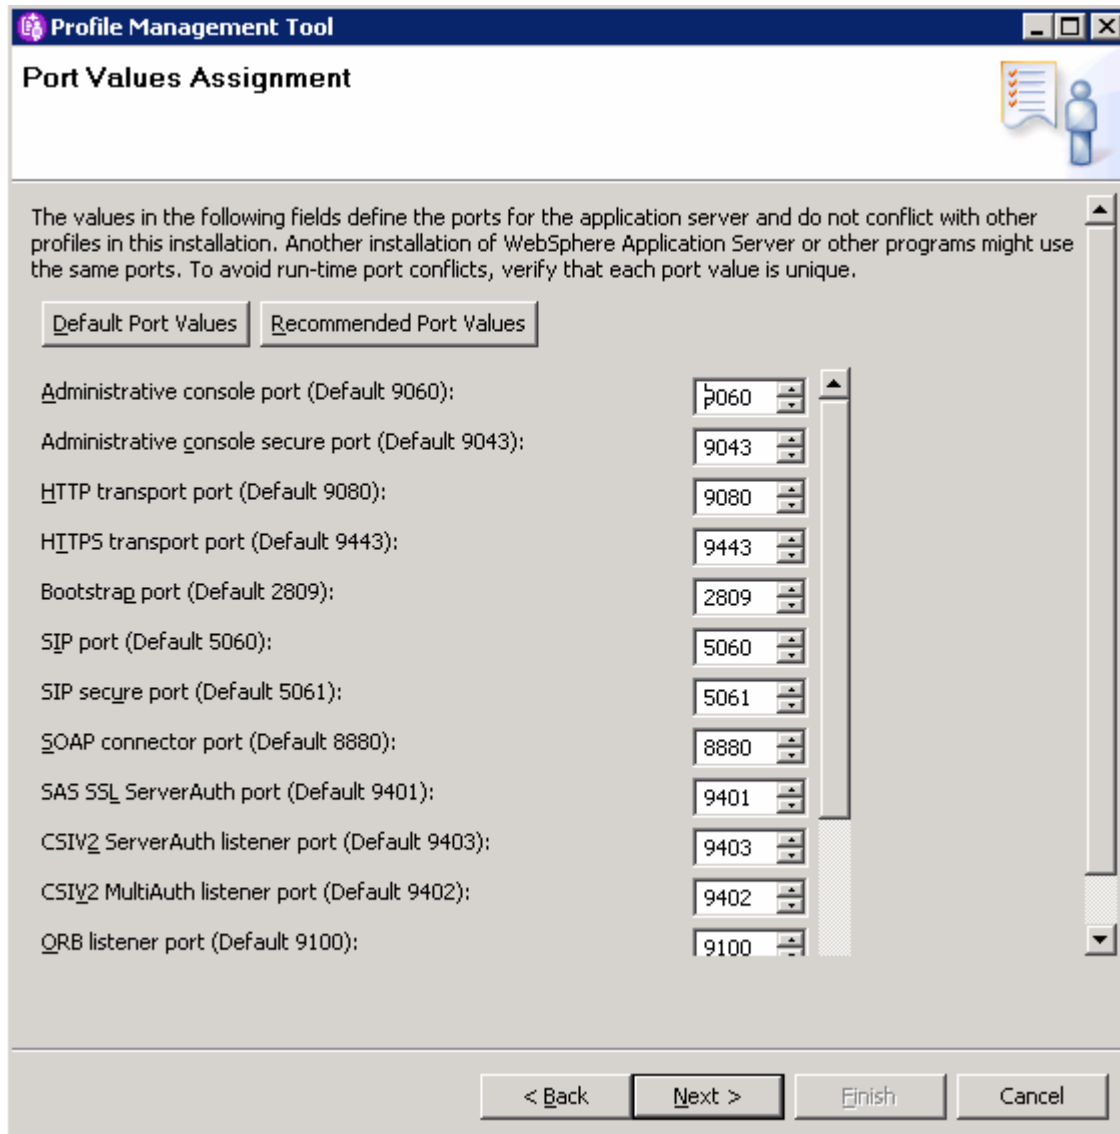 Profile Management Tool
Port Values Assignment
The values in the following fields define the ports for the application server and do not conflict with other
profiles in this installation. Another installation of WebSphere Application Server or other programs might use
the same ports. To avoid run-time port conflicts, verify that each port value is unique.
Default Port Values Recommended Port Values
Administrative console port (Default 9060): 9060
Administrative console secure port (Default 9043): 9043
HTTP transport port (Default 9080): 9080
HTTPS transport port (Default 9443): 9443
Bootstrap port (Default 2809): 2809
SIP port (Default 5060): 5060
SIP secure port (Default 5061): 5061
SOAP connector port (Default 8880): 8880
SAS SSL ServerAuth port (Default 9401): 9401
CSIV2 ServerAuth listener port (Default 9403): 9403
CSIV2 MultiAuth listener port (Default 9402): 9402
ORB listener port (Default 9100): 9100
< Back Next > Finish Cancel